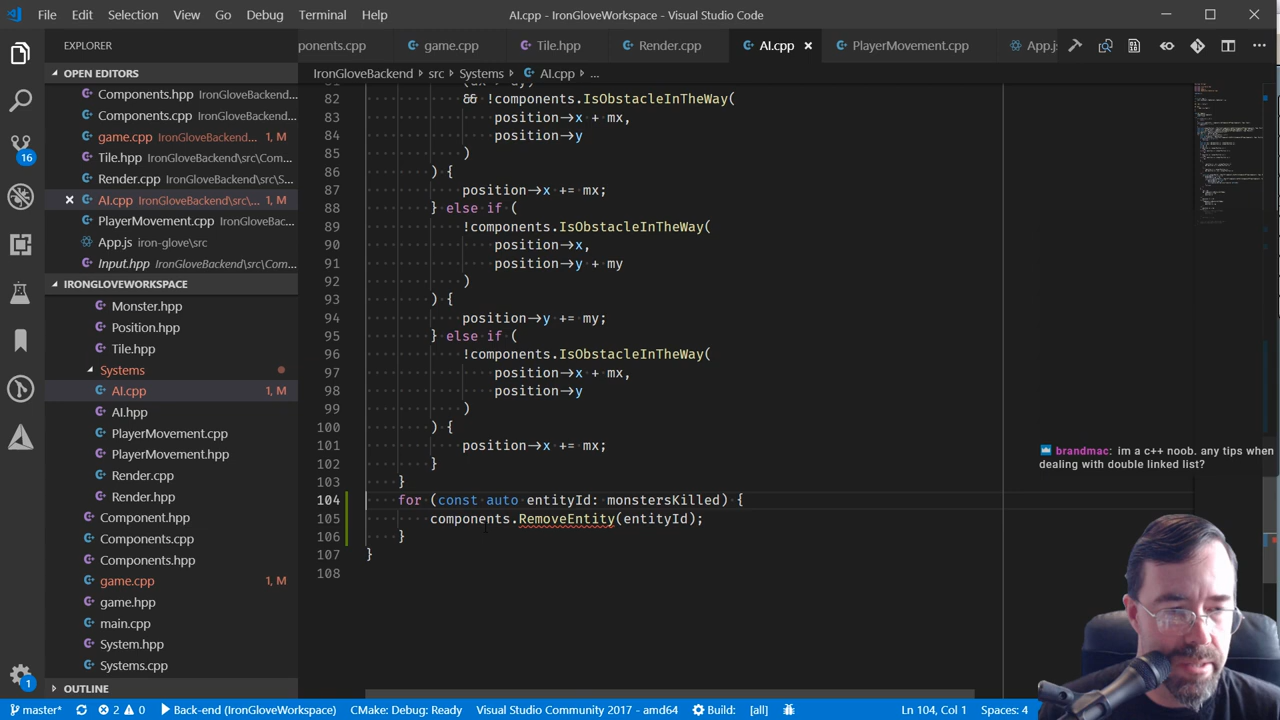 File Edit Selection View Go Debug Terminal Help
AI.cpp - IronGloveWorkspace - Visual Studio Code
EXPLORER
ponents.cpp game.cpp Tile.hpp Render.cpp AI.cpp PlayerMovement.cpp App.js
OPEN EDITORS
Components.hpp IronGloveBackend...
Components.cpp IronGloveBackend...
game.cpp IronGloveBackend... 1, M
Tile.hpp IronGloveBackend\src\Com...
Render.cpp IronGloveBackend\src\S...
AI.cpp IronGloveBackend\src\... 1, M
PlayerMovement.cpp IronGloveBac...
App.js iron-glove\src
Input.hpp IronGloveBackend\src\Com...
IRONGLOVEWORKSPACE
Monster.hpp
Position.hpp
Tile.hpp
Systems
AI.cpp 1, M
AI.hpp
PlayerMovement.cpp
PlayerMovement.hpp
Render.cpp
Render.hpp
Component.hpp
Components.cpp
Components.hpp
game.cpp 1, M
game.hpp
main.cpp
System.hpp
Systems.cpp
OUTLINE
16
1
IronGloveBackend › src › Systems › AI.cpp › ...
81 (dx > dy)
82 && !components.IsObstacleInTheWay(
83 position->x + mx,
84 position->y
85 )
86 ) {
87 position->x += mx;
88 } else if (
89 !components.IsObstacleInTheWay(
90 position->x,
91 position->y + my
92 )
93 ) {
94 position->y += my;
95 } else if (
96 !components.IsObstacleInTheWay(
97 position->x + mx,
98 position->y
99 )
100 ) {
101 position->x += mx;
102 }
103 }
104 for (const auto entityId: monstersKilled) {
105 components.RemoveEntity(entityId);
106 }
107 }
108
brandmac: im a c++ noob. any tips when
dealing with double linked list?
master* 2 0 Back-end (IronGloveWorkspace) CMake: Debug: Ready Visual Studio Community 2017 - amd64 Build: [all] Ln 104, Col 1 Spaces: 4